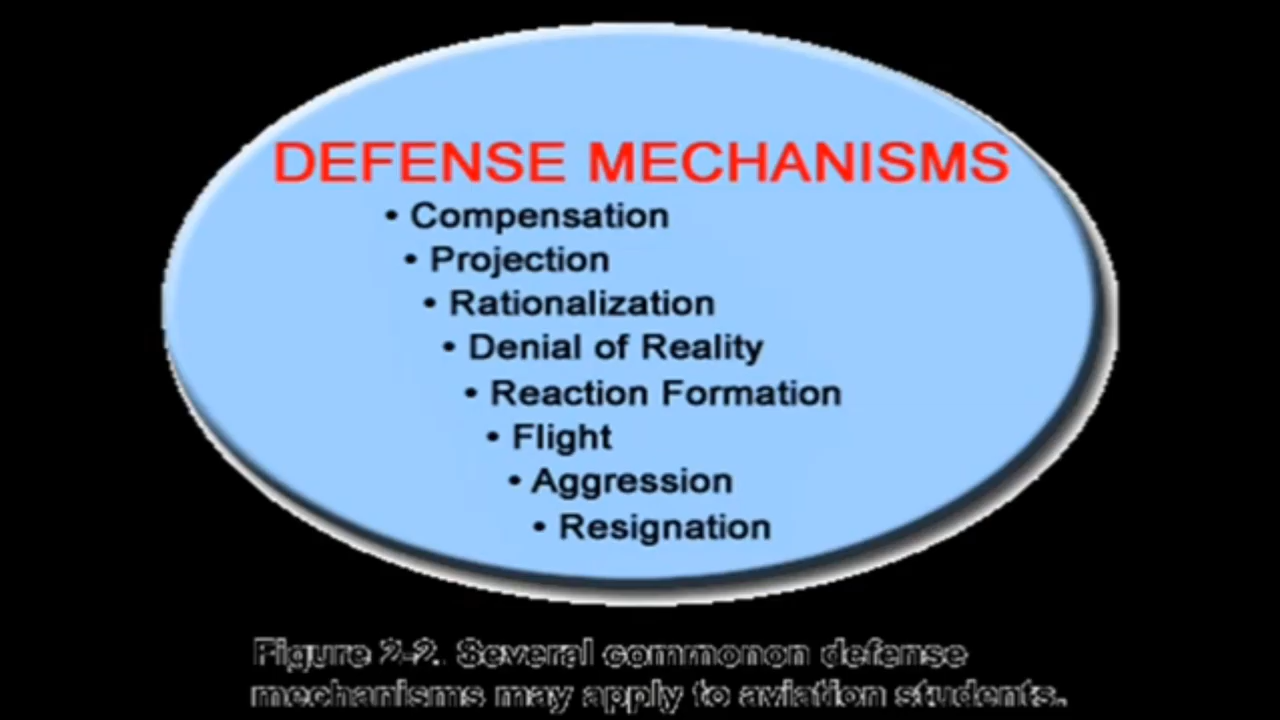 DEFENSE MECHANISMS
• Compensation
• Projection
• Rationalization
• Denial of Reality
• Reaction Formation
• Flight
• Aggression
• Resignation
Figure 2-2. Several commonon defense
mechanisms may apply to aviation students.